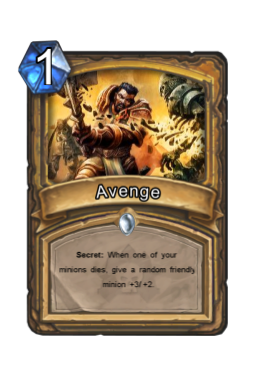 1
Avenge
Secret: When one of your
minions dies, give a random friendly
minion +3/+2.